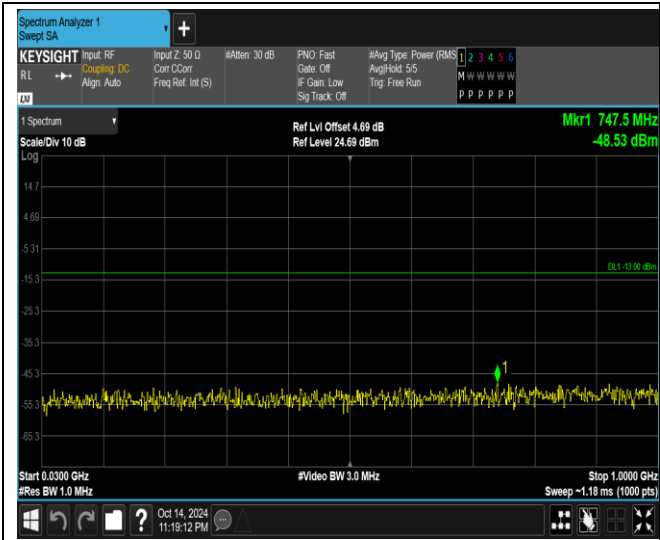 Spectrum Analyzer 1
Swept SA
+
KEYSIGHT Input: RF Input Z: 50 Ω #Atten: 30 dB PNO: Fast #Avg Type: Power (RMS 1 2 3 4 5 6
RL Coupling: DC Corr CCorr Gate: Off Avg|Hold: 5/5 M W W W W W
Align: Auto Freq Ref: Int (S) IF Gain: Low Trig: Free Run
Sig Track: Off P P P P P P
LXI
1 Spectrum Ref Lvl Offset 4.69 dB Mkr1 747.5 MHz
Scale/Div 10 dB Ref Level 24.69 dBm -48.53 dBm
Log
14.7
4.69
-5.31
DL1 -13.00 dBm
-15.3
-25.3
-35.3
1
-45.3
-55.3
-65.3
Start 0.0300 GHz #Video BW 3.0 MHz Stop 1.0000 GHz
#Res BW 1.0 MHz Sweep ~1.18 ms (1000 pts)
? Oct 14, 2024
11:19:12 PM